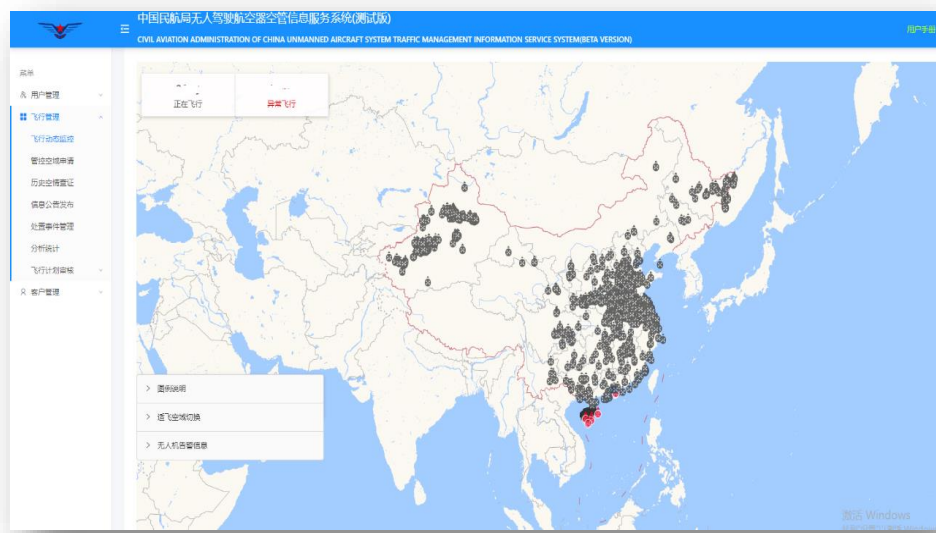 中国民航局无人驾驶航空器空管信息服务系统(测试版)
CIVIL AVIATION ADMINISTRATION OF CHINA UNMANNED AIRCRAFT SYSTEM TRAFFIC MANAGEMENT INFORMATION SERVICE SYSTEM(BETA VERSION)
用户手册
菜单
用户管理
飞行管理
飞行动态监控
管控空域申请
历史空情查证
信息公告发布
处置事件管理
分析统计
飞行计划审核
客户管理
正在飞行
异常飞行
图例说明
适飞空域切换
无人机告警信息
激活 Windows